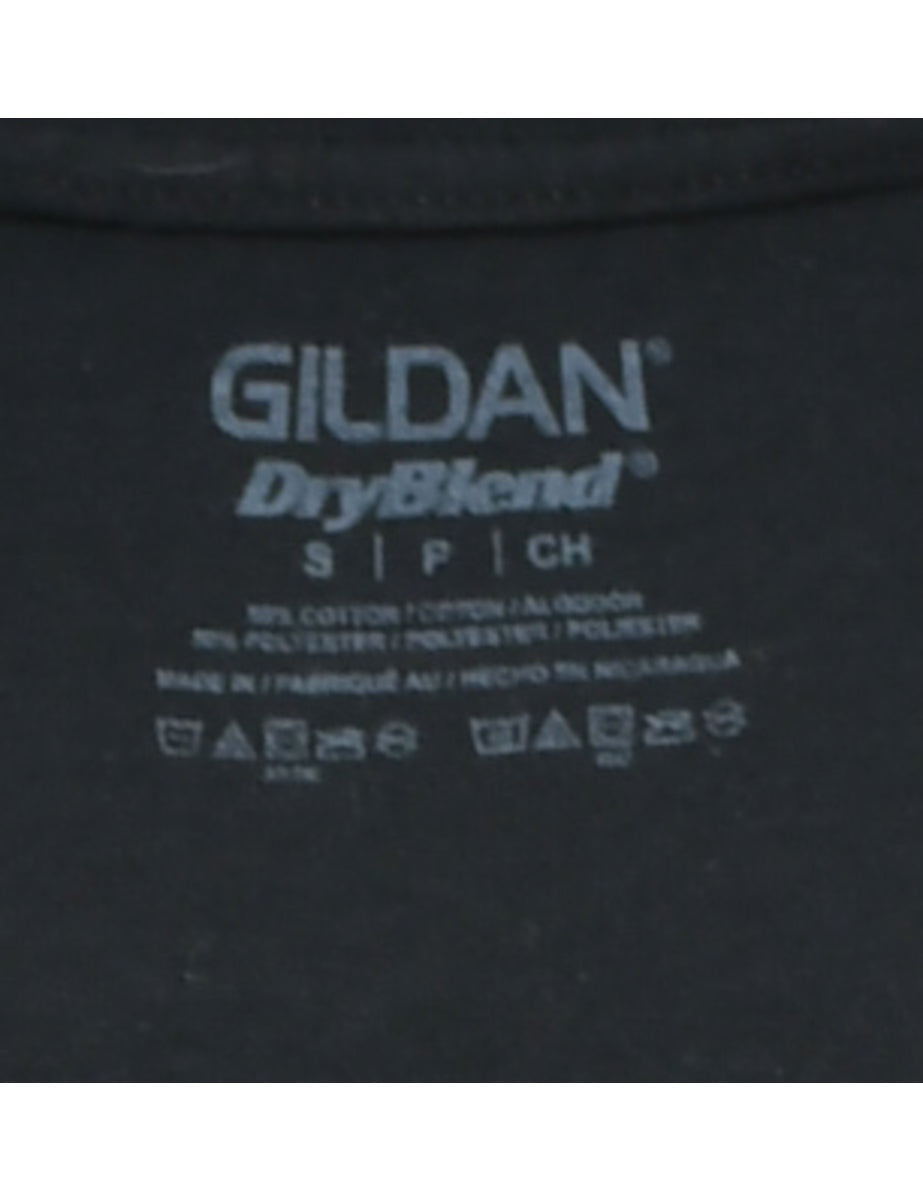 GILDAN®
DryBlend®
S | P | CH
50% COTTON / COTON / ALGODÓN
50% POLYESTER / POLYESTER / POLIÉSTER
MADE IN / FABRIQUÉ AU / HECHO EN NICARAGUA